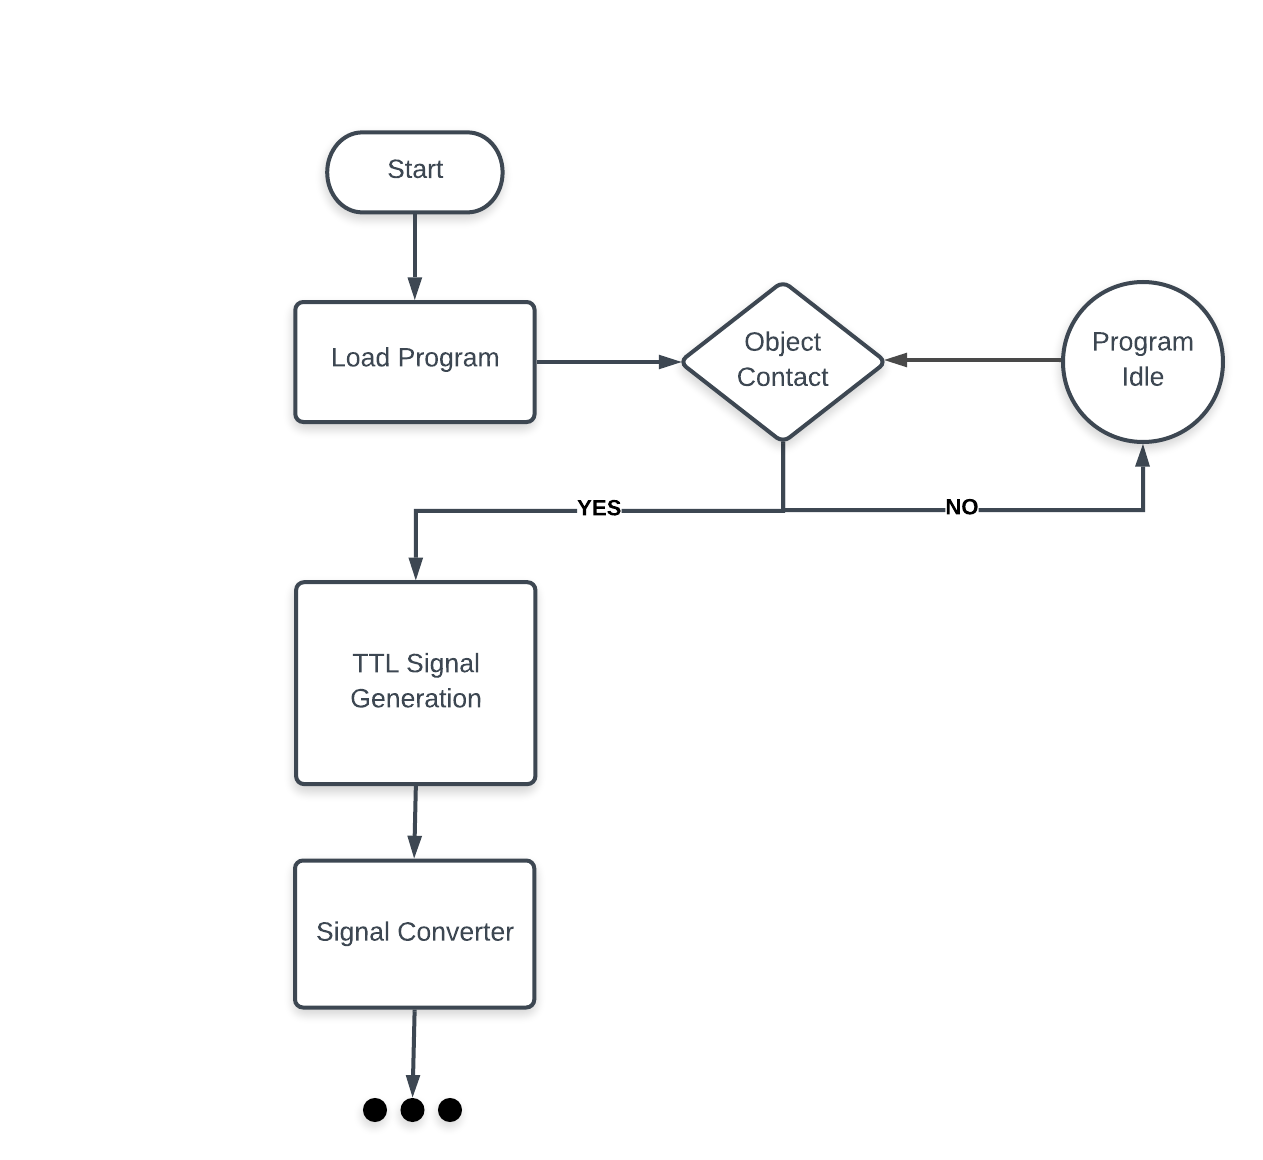 Start
Load Program
Object
Contact
Program
Idle
YES
NO
TTL Signal
Generation
Signal Converter